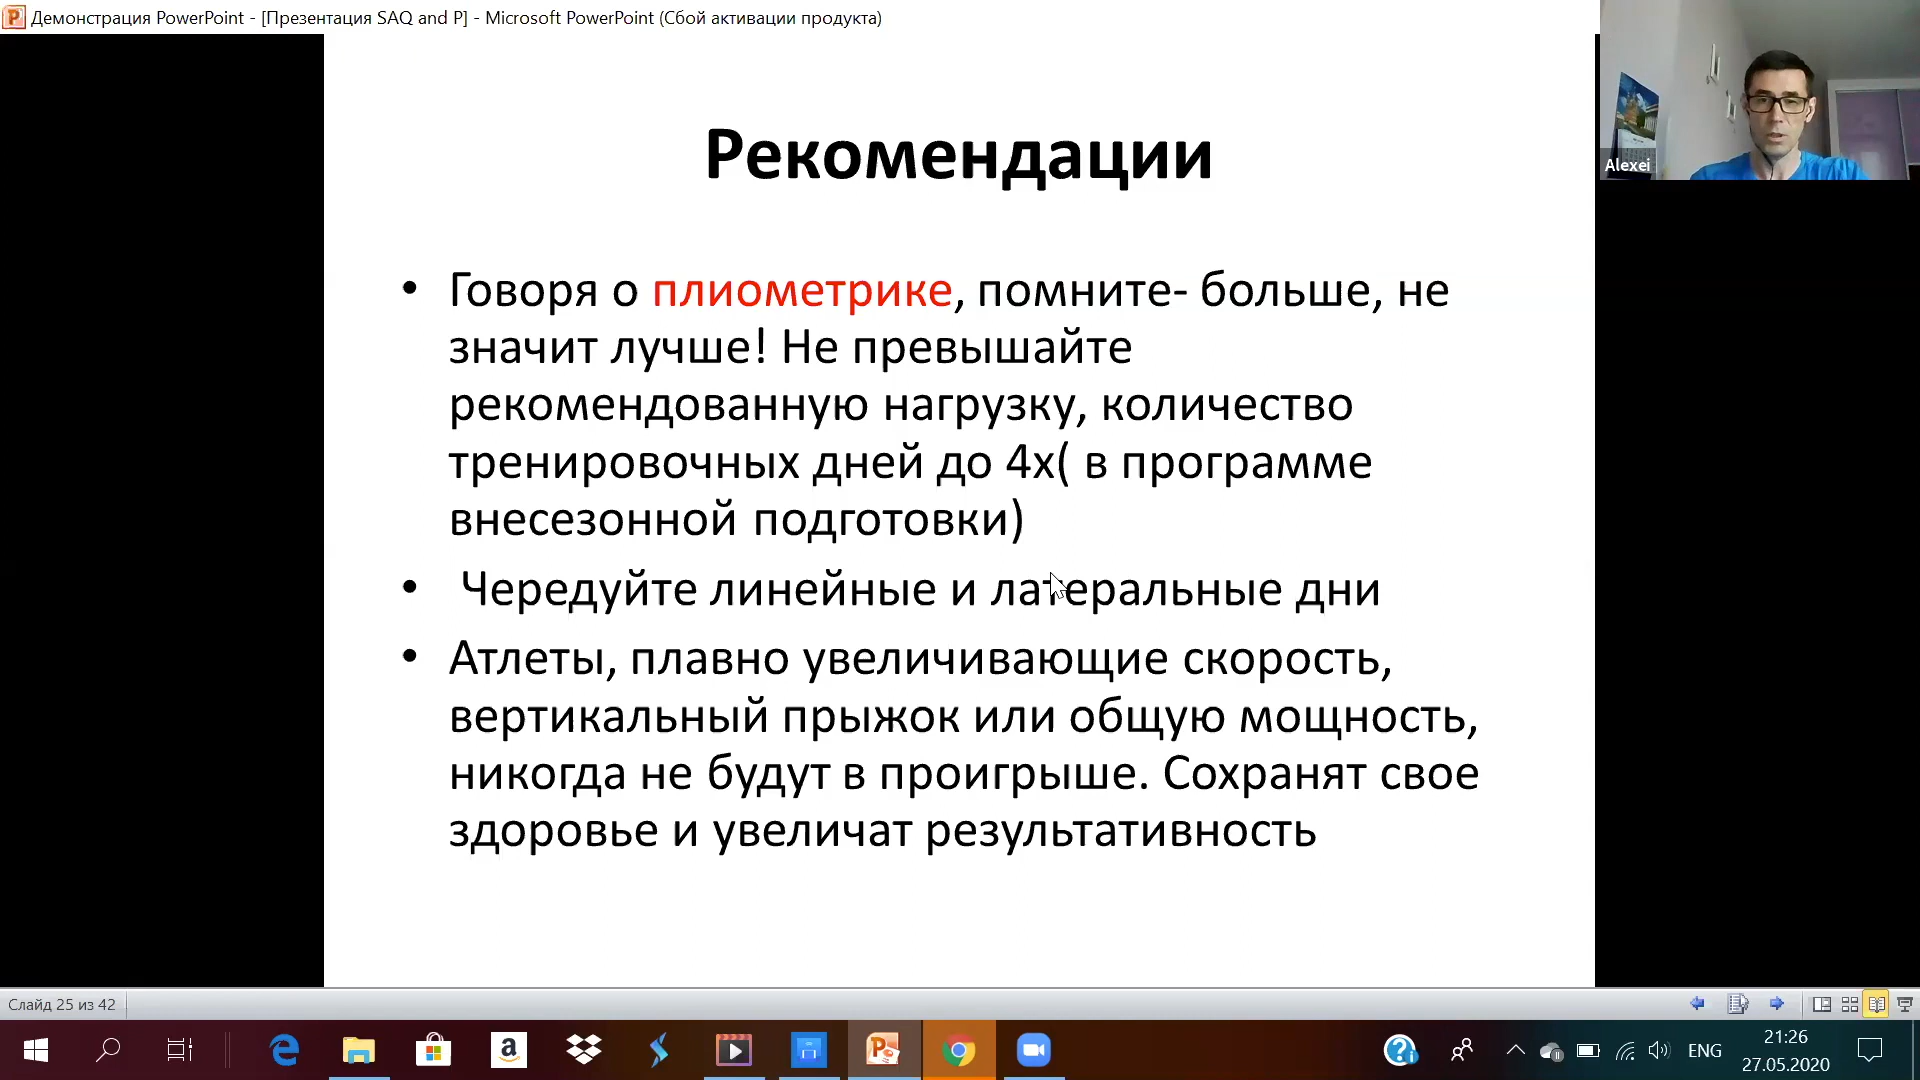 Демонстрация PowerPoint - [Презентация SAQ and P] - Microsoft PowerPoint (Сбой активации продукта)
Alexei
Рекомендации
• Говоря о плиометрике, помните- больше, не
значит лучше! Не превышайте
рекомендованную нагрузку, количество
тренировочных дней до 4х( в программе
внесезонной подготовки)
• Чередуйте линейные и латеральные дни
• Атлеты, плавно увеличивающие скорость,
вертикальный прыжок или общую мощность,
никогда не будут в проигрыше. Сохранят свое
здоровье и увеличат результативность
Слайд 25 из 42
ENG
21:26
27.05.2020